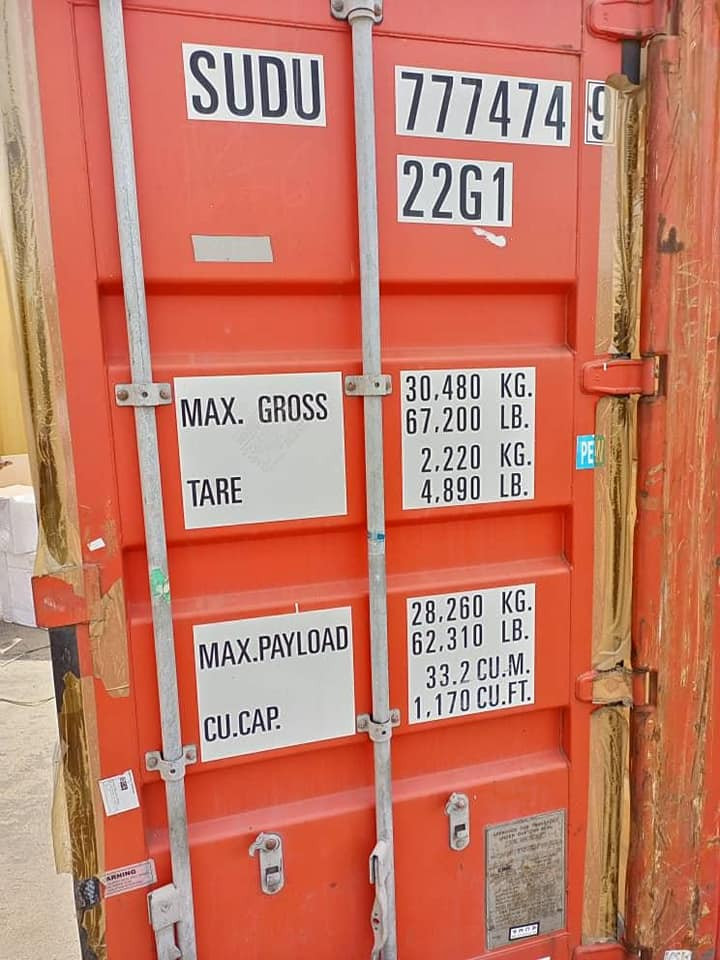 SUDU 777474 9
22G1
MAX. GROSS 30,480 KG.
67,200 LB.
TARE 2,220 KG.
4,890 LB.
MAX.PAYLOAD 28,260 KG.
62,310 LB.
CU.CAP. 33.2 CU.M.
1,170 CU.FT.
WARNING